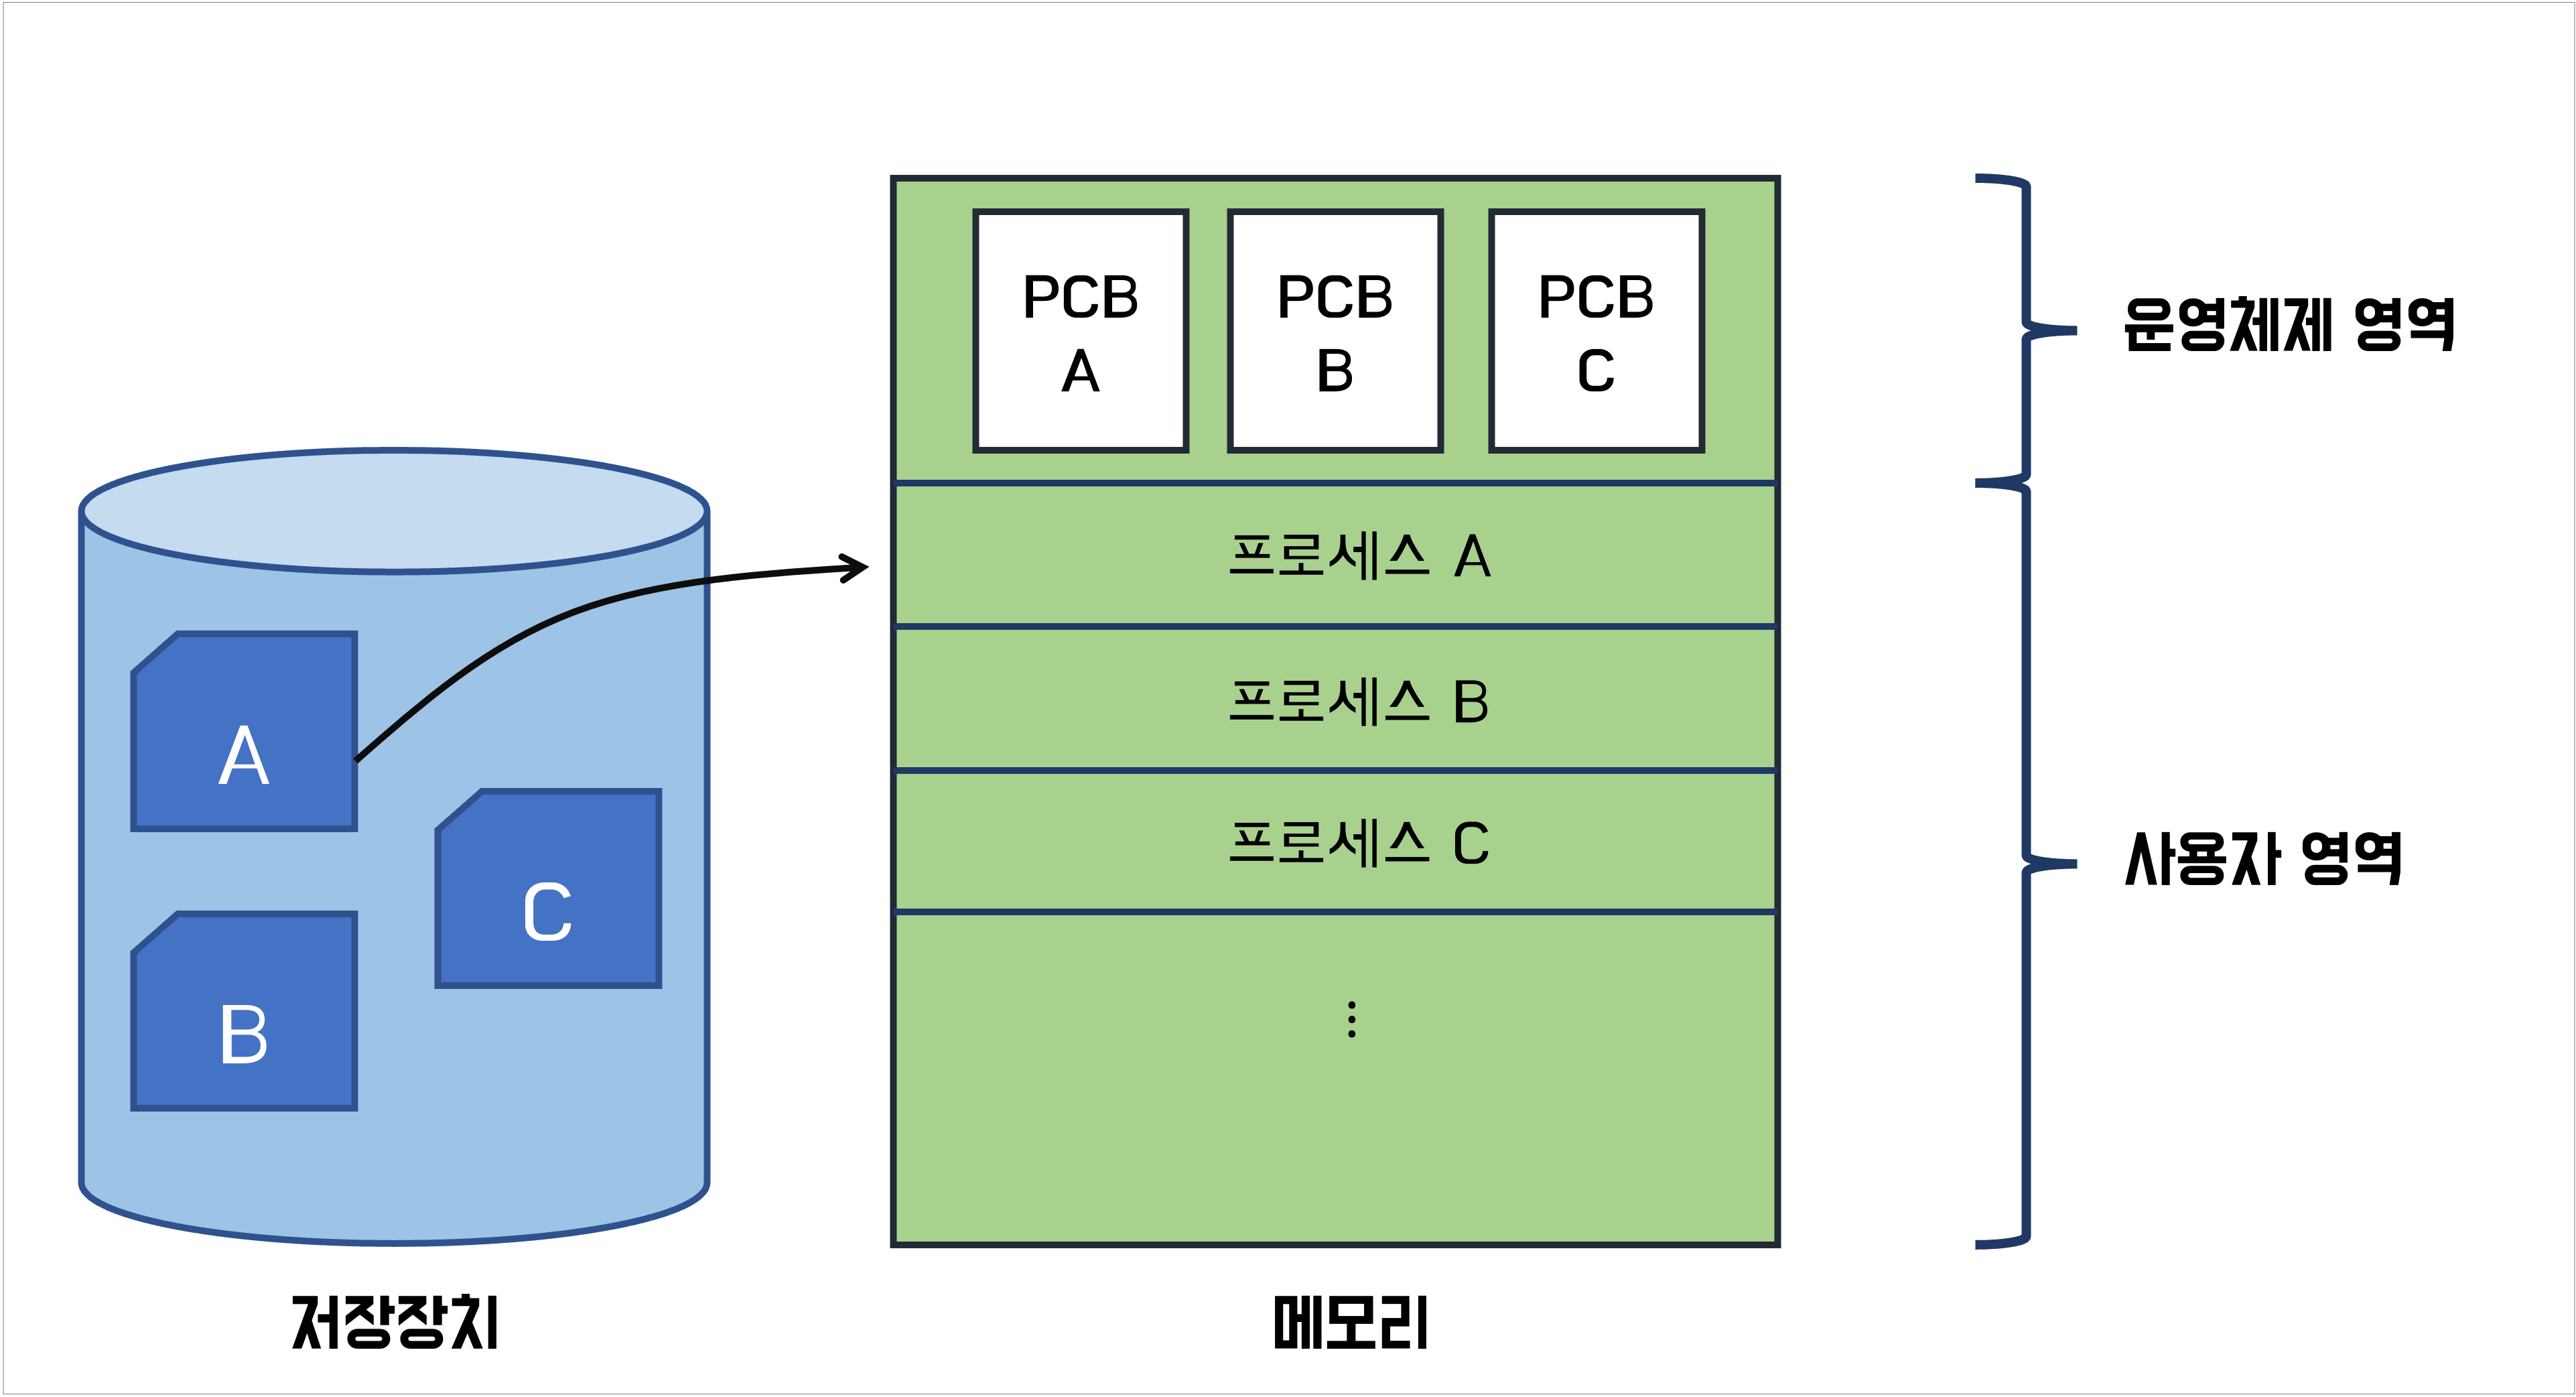 A
B
C
저장장치
PCB
A
PCB
B
PCB
C
프로세스 A
프로세스 B
프로세스 C
⋮
메모리
운영체제 영역
사용자 영역